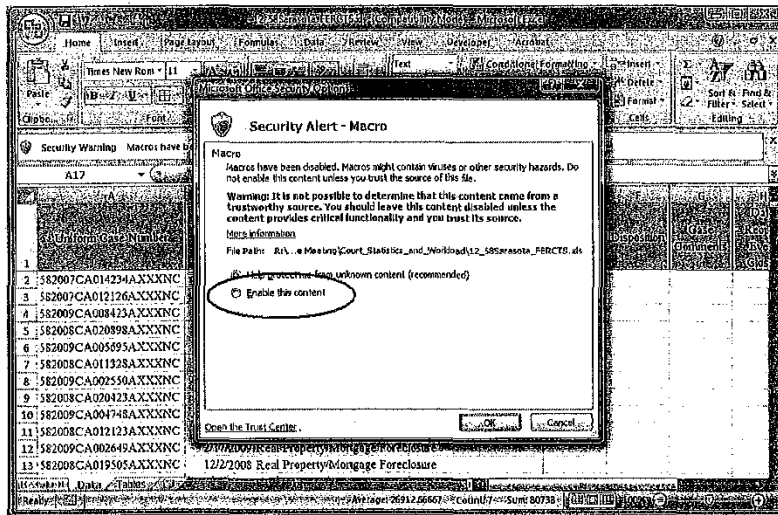 Microsoft Excel
Home Insert Page Layout Formulas Data Review View Developer Acrobat
Times New Rom 11
Text
Conditional Formatting
Insert
Delete
Format
Paste
Font
Cells
Sort & Filter
Find & Select
Editing
Microsoft Office Security Options
Security Warning Macros have b
A17
Security Alert - Macro
Macro
Macros have been disabled. Macros might contain viruses or other security hazards. Do
not enable this content unless you trust the source of this file.
Warning: It is not possible to determine that this content came from a
trustworthy source. You should leave this content disabled unless the
content provides critical functionality and you trust its source.
More information
File Path: R:\...e Meeting\Court_Statistics_and_Workload\12_58Sarasota_FERCTS.xls
Help protect me from unknown content (recommended)
Enable this content
Open the Trust Center
OK
Cancel
A
Uniform Case Number
Disposition
Case
Comments
1
2 582007CA014234AXXXNC
3 582007CA012126AXXXNC
4 582009CA008423AXXXNC
5 582008CA020898AXXXNC
6 582009CA005695AXXXNC
7 582008CA011328AXXXNC
8 582009CA002550AXXXNC
9 582008CA020423AXXXNC
10 582009CA004748AXXXNC
11 582008CA012123AXXXNC
12 582009CA002649AXXXNC 2/17/2009 Real Property/Mortgage Foreclosure
13 582008CA019505AXXXNC 12/2/2008 Real Property/Mortgage Foreclosure
Data Tables
Ready
Average: 26912.66667 Count: 7 Sum: 80738 100%